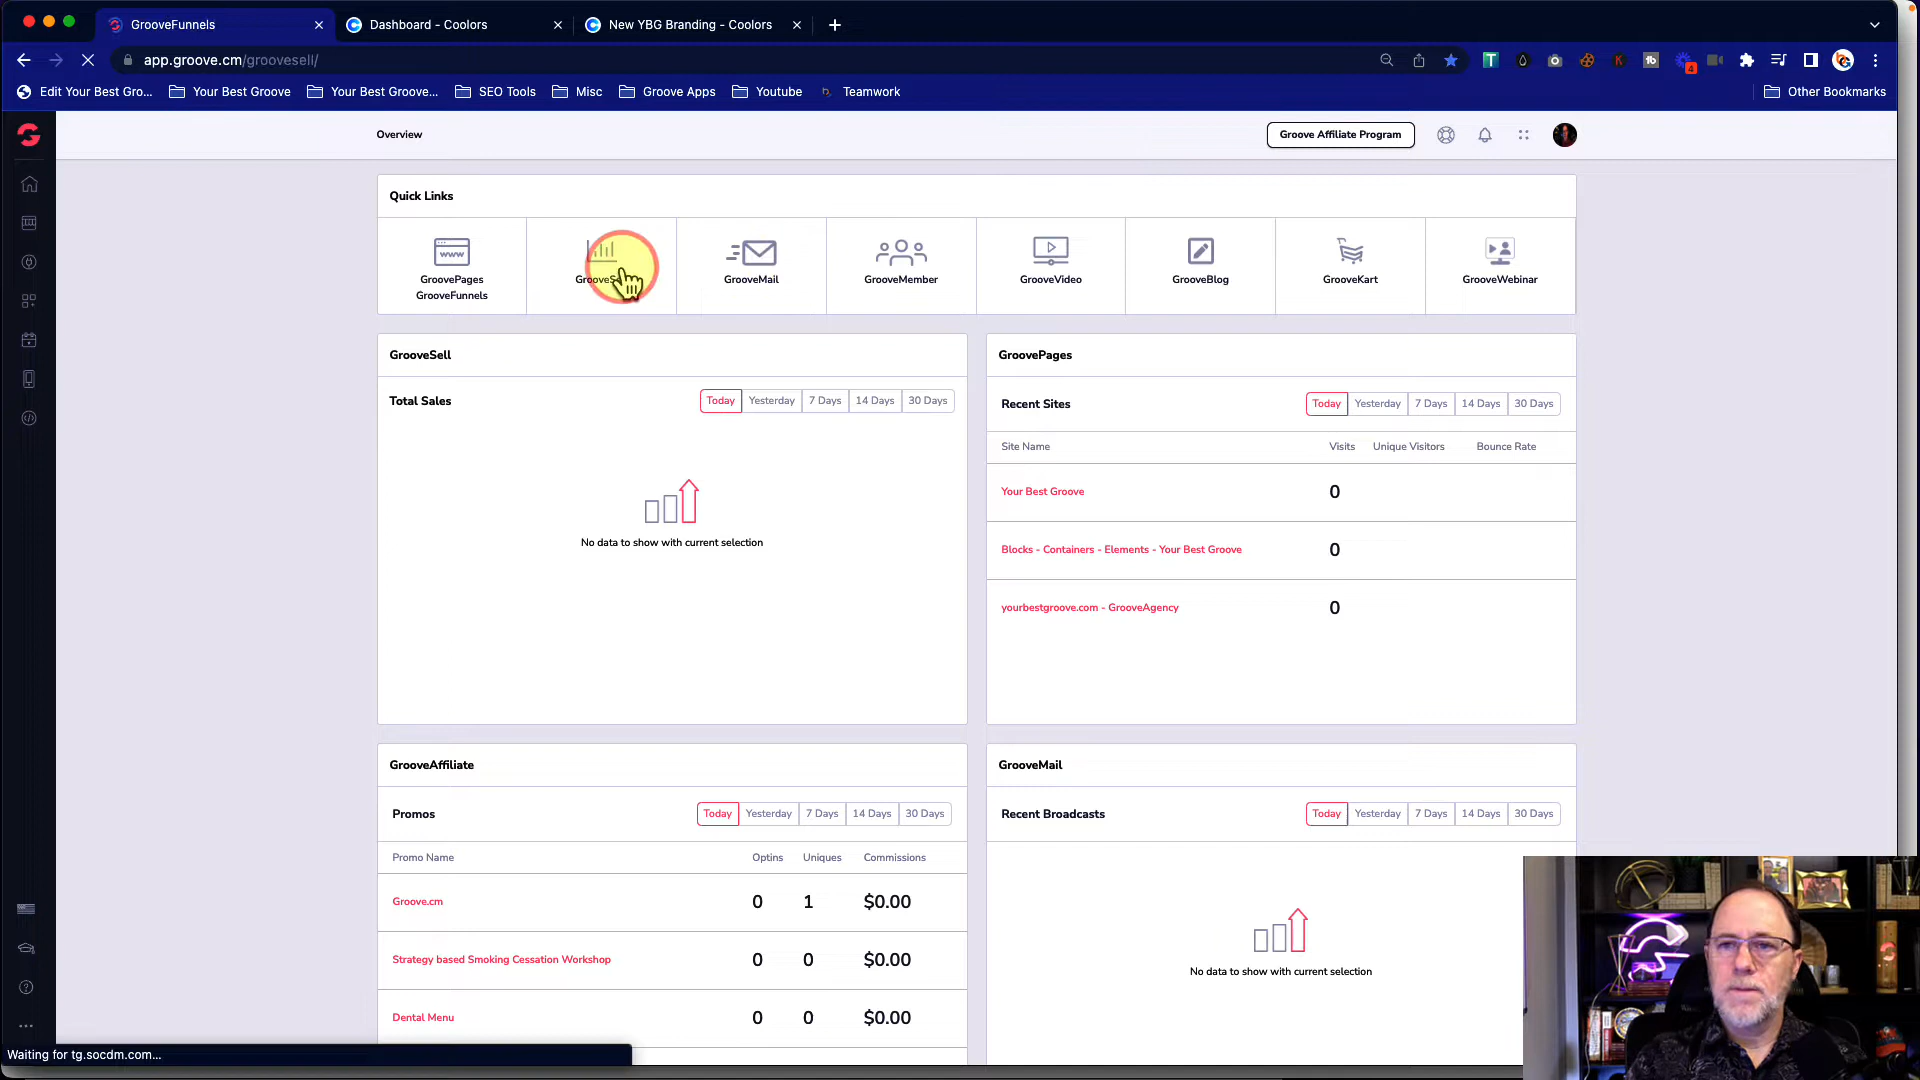 GrooveFunnels
Dashboard - Coolors
New YBG Branding - Coolors
app.groove.cm/groovesell/
Edit Your Best Gro...
Your Best Groove
Your Best Groove...
SEO Tools
Misc
Groove Apps
Youtube
Teamwork
Other Bookmarks
Overview
Groove Affiliate Program
Quick Links
www
GroovePages
GrooveFunnels
GrooveMail
GrooveMember
GrooveVideo
GrooveBlog
GrooveKart
GrooveWebinar
GrooveSell
Total Sales
Today Yesterday 7 Days 14 Days 30 Days
No data to show with current selection
GroovePages
Recent Sites
Today Yesterday 7 Days 14 Days 30 Days
Site Name Visits Unique Visitors Bounce Rate
Your Best Groove 0
Blocks - Containers - Elements - Your Best Groove 0
yourbestgroove.com - GrooveAgency 0
GrooveAffiliate
Promos
Today Yesterday 7 Days 14 Days 30 Days
Promo Name Optins Uniques Commissions
Groove.cm 0 1 $0.00
Strategy based Smoking Cessation Workshop 0 0 $0.00
Dental Menu 0 0 $0.00
GrooveMail
Recent Broadcasts
Today Yesterday 7 Days 14 Days 30 Days
No data to show with current selection
Waiting for tg.socdm.com...